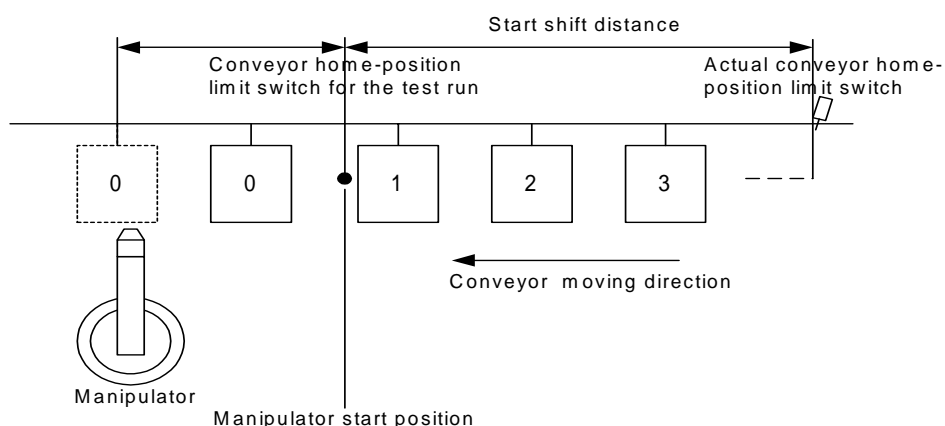 Start shift distance
Conveyor home-position
limit switch for the test run
Actual conveyor home-
position limit switch
0
0
1
2
3
Conveyor moving direction
Manipulator
Manipulator start position